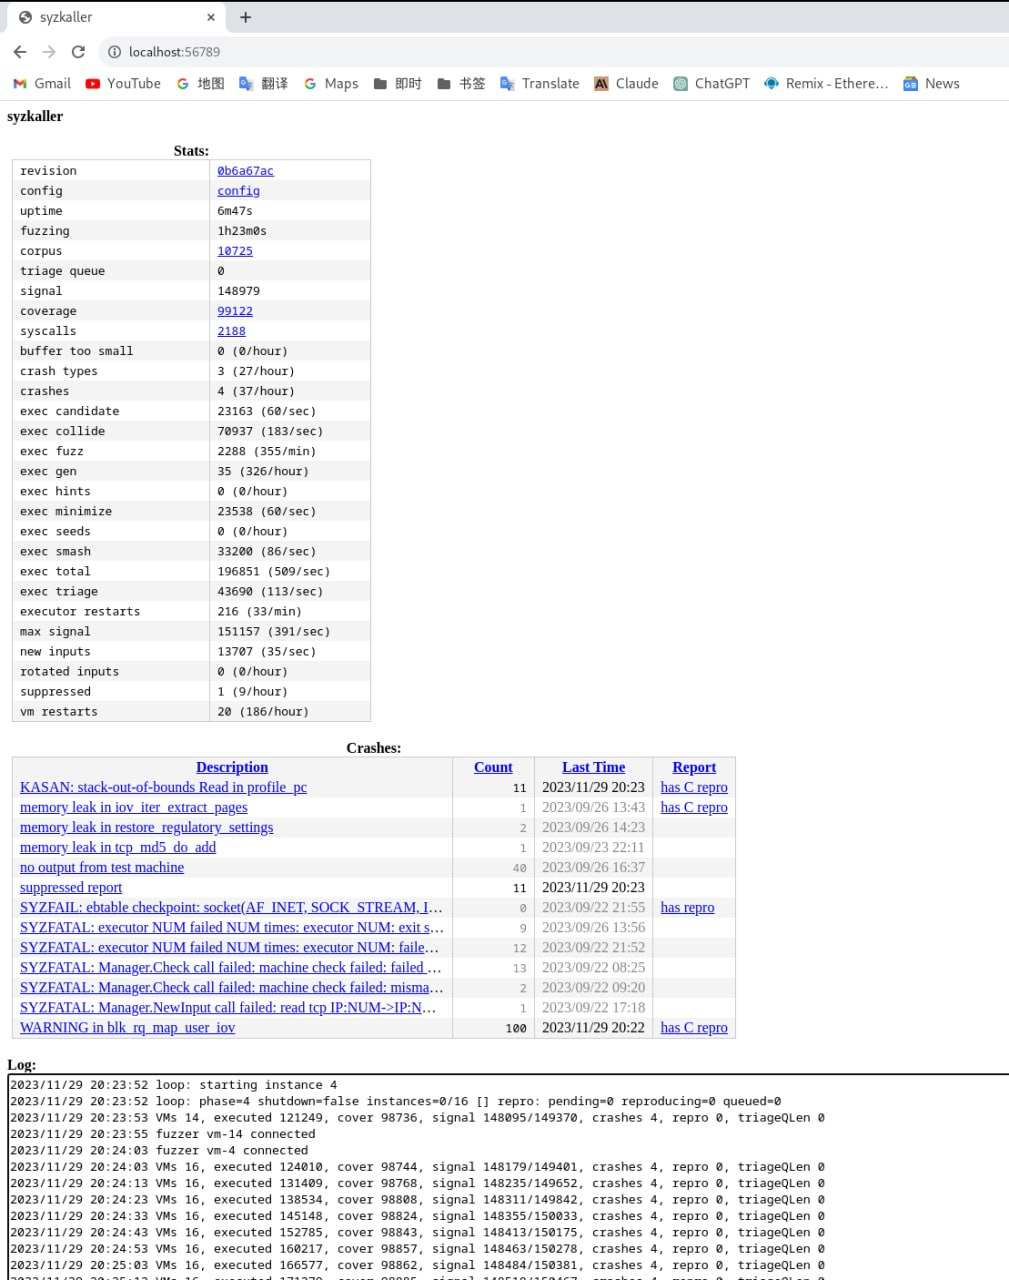 syzkaller
localhost:56789
Gmail YouTube 地图 翻译 Maps 即时 书签 Translate Claude ChatGPT Remix - Ethere... News
syzkaller
Stats:
revision 0b6a67ac
config config
uptime 6m47s
fuzzing 1h23m0s
corpus 10725
triage queue 0
signal 148979
coverage 99122
syscalls 2188
buffer too small 0 (0/hour)
crash types 3 (27/hour)
crashes 4 (37/hour)
exec candidate 23163 (60/sec)
exec collide 70937 (183/sec)
exec fuzz 2288 (355/min)
exec gen 35 (326/hour)
exec hints 0 (0/hour)
exec minimize 23538 (60/sec)
exec seeds 0 (0/hour)
exec smash 33200 (86/sec)
exec total 196851 (509/sec)
exec triage 43690 (113/sec)
executor restarts 216 (33/min)
max signal 151157 (391/sec)
new inputs 13707 (35/sec)
rotated inputs 0 (0/hour)
suppressed 1 (9/hour)
vm restarts 20 (186/hour)
Crashes:
Description Count Last Time Report
KASAN: stack-out-of-bounds Read in profile_pc 11 2023/11/29 20:23 has C repro
memory leak in iov_iter_extract_pages 1 2023/09/26 13:43 has C repro
memory leak in restore_regulatory_settings 2 2023/09/26 14:23
memory leak in tcp_md5_do_add 1 2023/09/23 22:11
no output from test machine 40 2023/09/26 16:37
suppressed report 11 2023/11/29 20:23
SYZFAIL: ebtable checkpoint: socket(AF_INET, SOCK_STREAM, I... 0 2023/09/22 21:55 has repro
SYZFATAL: executor NUM failed NUM times: executor NUM: exit s... 9 2023/09/26 13:56
SYZFATAL: executor NUM failed NUM times: executor NUM: faile... 12 2023/09/22 21:52
SYZFATAL: Manager.Check call failed: machine check failed: failed ... 13 2023/09/22 08:25
SYZFATAL: Manager.Check call failed: machine check failed: misma... 2 2023/09/22 09:20
SYZFATAL: Manager.NewInput call failed: read tcp IP:NUM->IP:N... 1 2023/09/22 17:18
WARNING in blk_rq_map_user_iov 100 2023/11/29 20:22 has C repro
Log:
2023/11/29 20:23:52 loop: starting instance 4
2023/11/29 20:23:52 loop: phase=4 shutdown=false instances=0/16 [] repro: pending=0 reproducing=0 queued=0
2023/11/29 20:23:53 VMs 14, executed 121249, cover 98736, signal 148095/149370, crashes 4, repro 0, triageQLen 0
2023/11/29 20:23:55 fuzzer vm-14 connected
2023/11/29 20:24:03 fuzzer vm-4 connected
2023/11/29 20:24:03 VMs 16, executed 124010, cover 98744, signal 148179/149401, crashes 4, repro 0, triageQLen 0
2023/11/29 20:24:13 VMs 16, executed 131409, cover 98768, signal 148235/149652, crashes 4, repro 0, triageQLen 0
2023/11/29 20:24:23 VMs 16, executed 138534, cover 98808, signal 148311/149842, crashes 4, repro 0, triageQLen 0
2023/11/29 20:24:33 VMs 16, executed 145148, cover 98824, signal 148355/150033, crashes 4, repro 0, triageQLen 0
2023/11/29 20:24:43 VMs 16, executed 152785, cover 98843, signal 148413/150175, crashes 4, repro 0, triageQLen 0
2023/11/29 20:24:53 VMs 16, executed 160217, cover 98857, signal 148463/150278, crashes 4, repro 0, triageQLen 0
2023/11/29 20:25:03 VMs 16, executed 166577, cover 98862, signal 148484/150381, crashes 4, repro 0, triageQLen 0